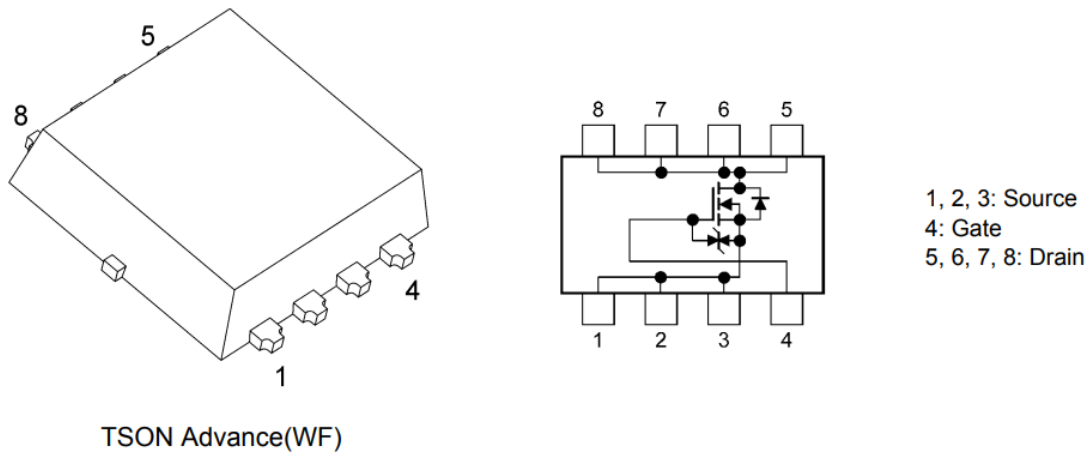 5
8
4
1
TSON Advance(WF)
8 7 6 5
1 2 3 4
1, 2, 3: Source
4: Gate
5, 6, 7, 8: Drain